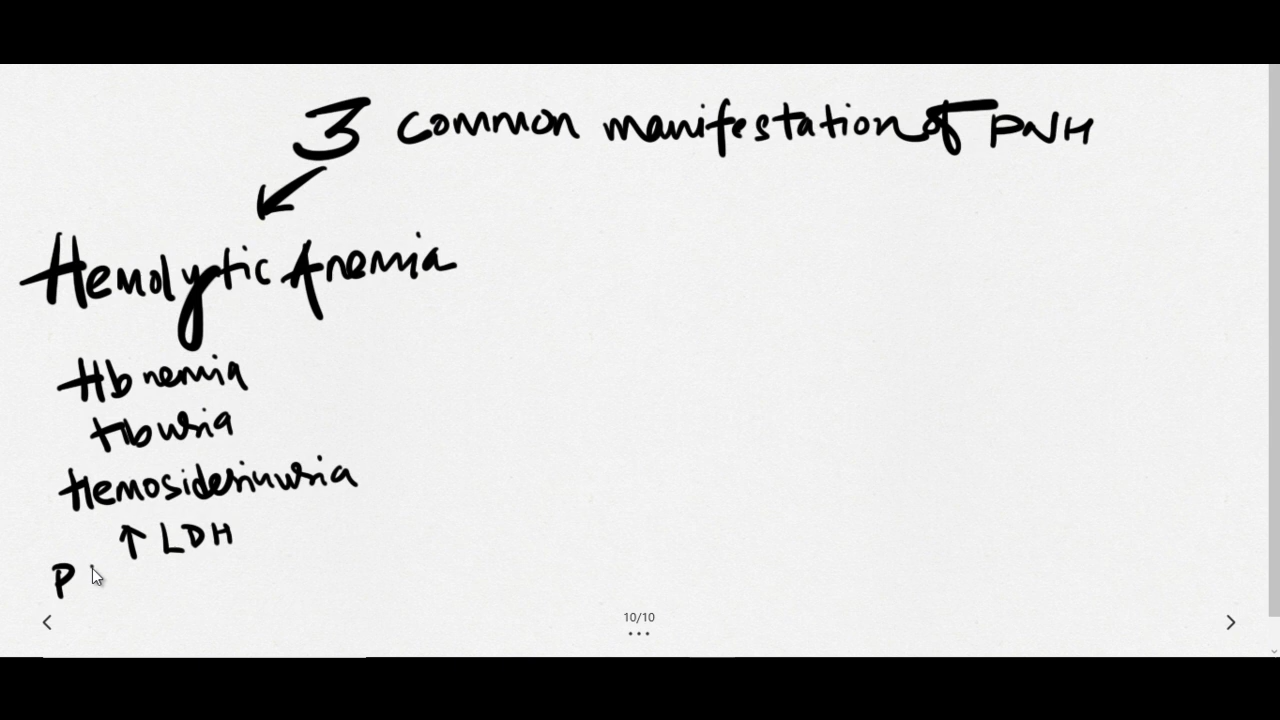 3 common manifestation of PNH
Hemolytic Anemia
Hb nemia
Hb uria
Hemosiderinuria
↑ LDH
P
10/10